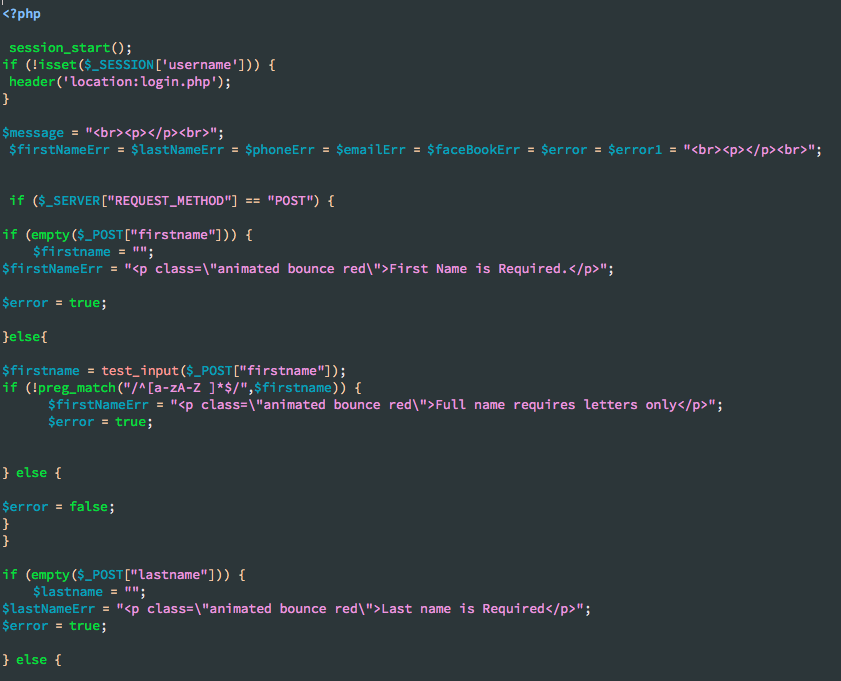 <?php
session_start();
if (!isset($_SESSION['username'])) {
header('location:login.php');
}
$message = "<br><p></p><br>";
$firstNameErr = $lastNameErr = $phoneErr = $emailErr = $faceBookErr = $error = $error1 = "<br><p></p><br>";
if ($_SERVER["REQUEST_METHOD"] == "POST") {
if (empty($_POST["firstname"])) {
$firstname = "";
$firstNameErr = "<p class=\"animated bounce red\">First Name is Required.</p>";
$error = true;
}else{
$firstname = test_input($_POST["firstname"]);
if (!preg_match("/^[a-zA-Z ]*$/",$firstname)) {
$firstNameErr = "<p class=\"animated bounce red\">Full name requires letters only</p>";
$error = true;
} else {
$error = false;
}
}
if (empty($_POST["lastname"])) {
$lastname = "";
$lastNameErr = "<p class=\"animated bounce red\">Last name is Required</p>";
$error = true;
} else {